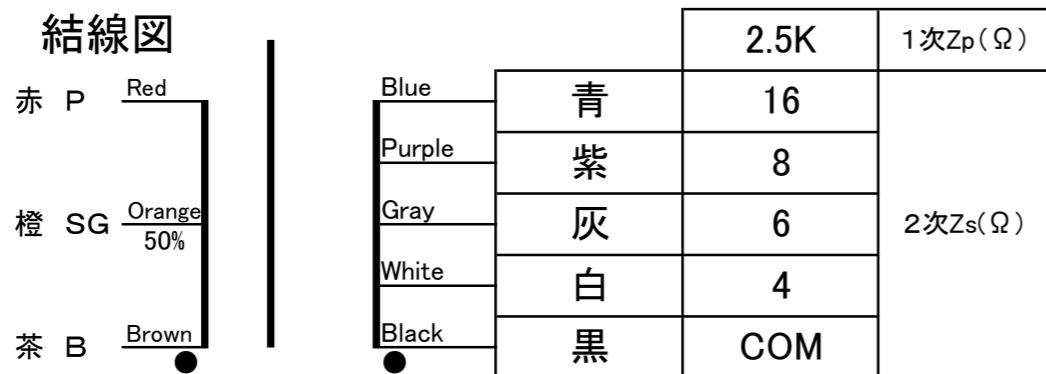 結線図
2.5K 1次Zp(Ω)
赤 P Red Blue 青 16
Purple 紫 8
橙 SG Orange 50% Gray 灰 6 2次Zs(Ω)
White 白 4
茶 B Brown Black 黒 COM